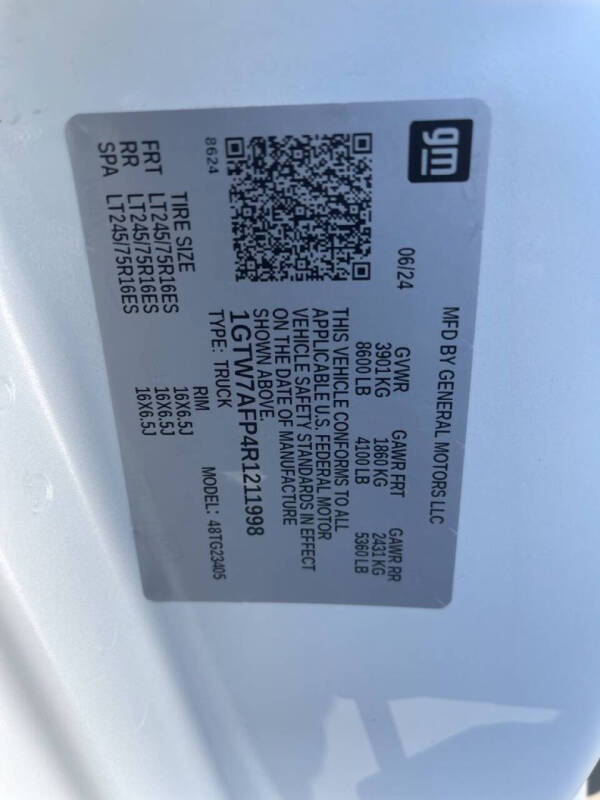 gm
MFD BY GENERAL MOTORS LLC
06/24
GVWR GAWR FRT GAWR RR
3901 KG 1860 KG 2431 KG
8600 LB 4100 LB 5360 LB
THIS VEHICLE CONFORMS TO ALL
APPLICABLE U.S. FEDERAL MOTOR
VEHICLE SAFETY STANDARDS IN EFFECT
ON THE DATE OF MANUFACTURE
SHOWN ABOVE.
1GTW7AFP4R1211998
TYPE: TRUCK MODEL: 48TG23405
8624
TIRE SIZE RIM
FRT LT245/75R16ES 16X6.5J
RR LT245/75R16ES 16X6.5J
SPA LT245/75R16ES 16X6.5J